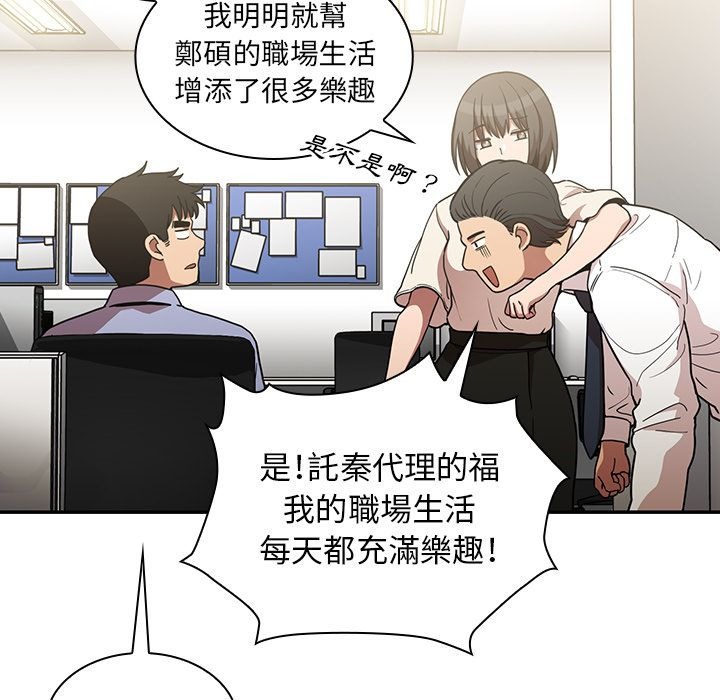 我明明就幫
鄭碩的職場生活
增添了很多樂趣
是不是啊？
是!託秦代理的福
我的職場生活
每天都充滿樂趣!